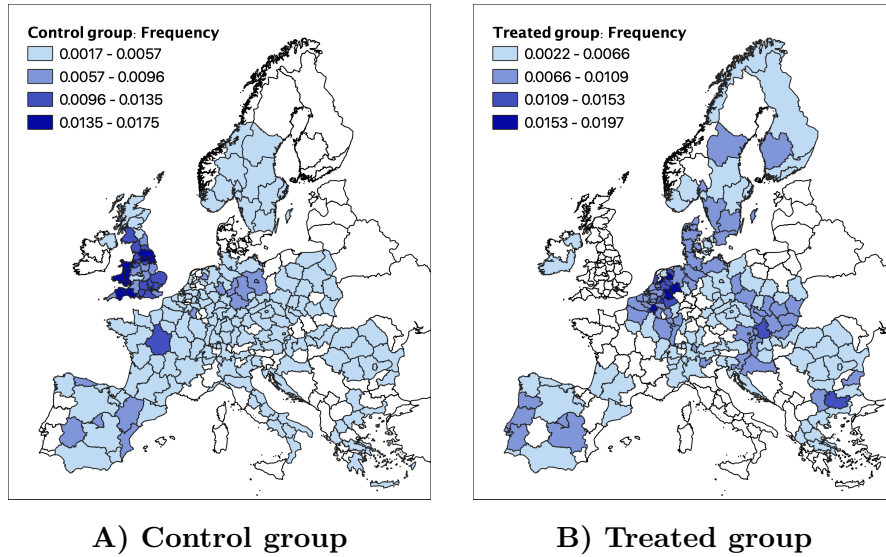 Control group: Frequency
0.0017 - 0.0057
0.0057 - 0.0096
0.0096 - 0.0135
0.0135 - 0.0175
Treated group: Frequency
0.0022 - 0.0066
0.0066 - 0.0109
0.0109 - 0.0153
0.0153 - 0.0197
A) Control group
B) Treated group